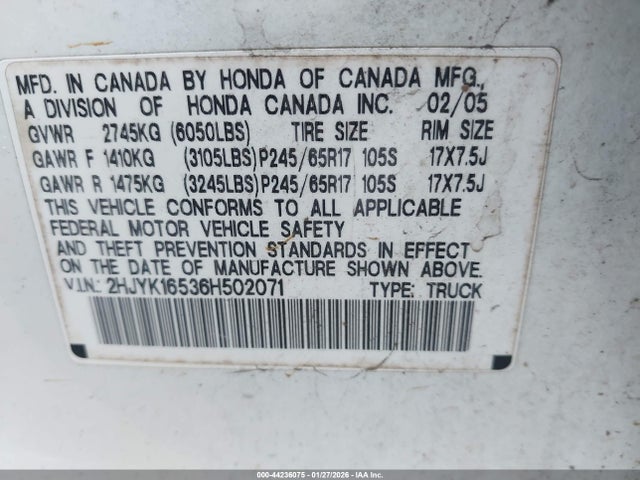 MFD. IN CANADA BY HONDA OF CANADA MFG.,
A DIVISION OF HONDA CANADA INC. 02/05
GVWR 2745KG (6050LBS) TIRE SIZE RIM SIZE
GAWR F 1410KG (3105LBS) P245/65R17 105S 17X7.5J
GAWR R 1475KG (3245LBS) P245/65R17 105S 17X7.5J
THIS VEHICLE CONFORMS TO ALL APPLICABLE
FEDERAL MOTOR VEHICLE SAFETY
AND THEFT PREVENTION STANDARDS IN EFFECT
ON THE DATE OF MANUFACTURE SHOWN ABOVE.
V.I.N.: 2HJYK16536H502071 TYPE: TRUCK
000-44236075 - 01/27/2026 - IAA Inc.